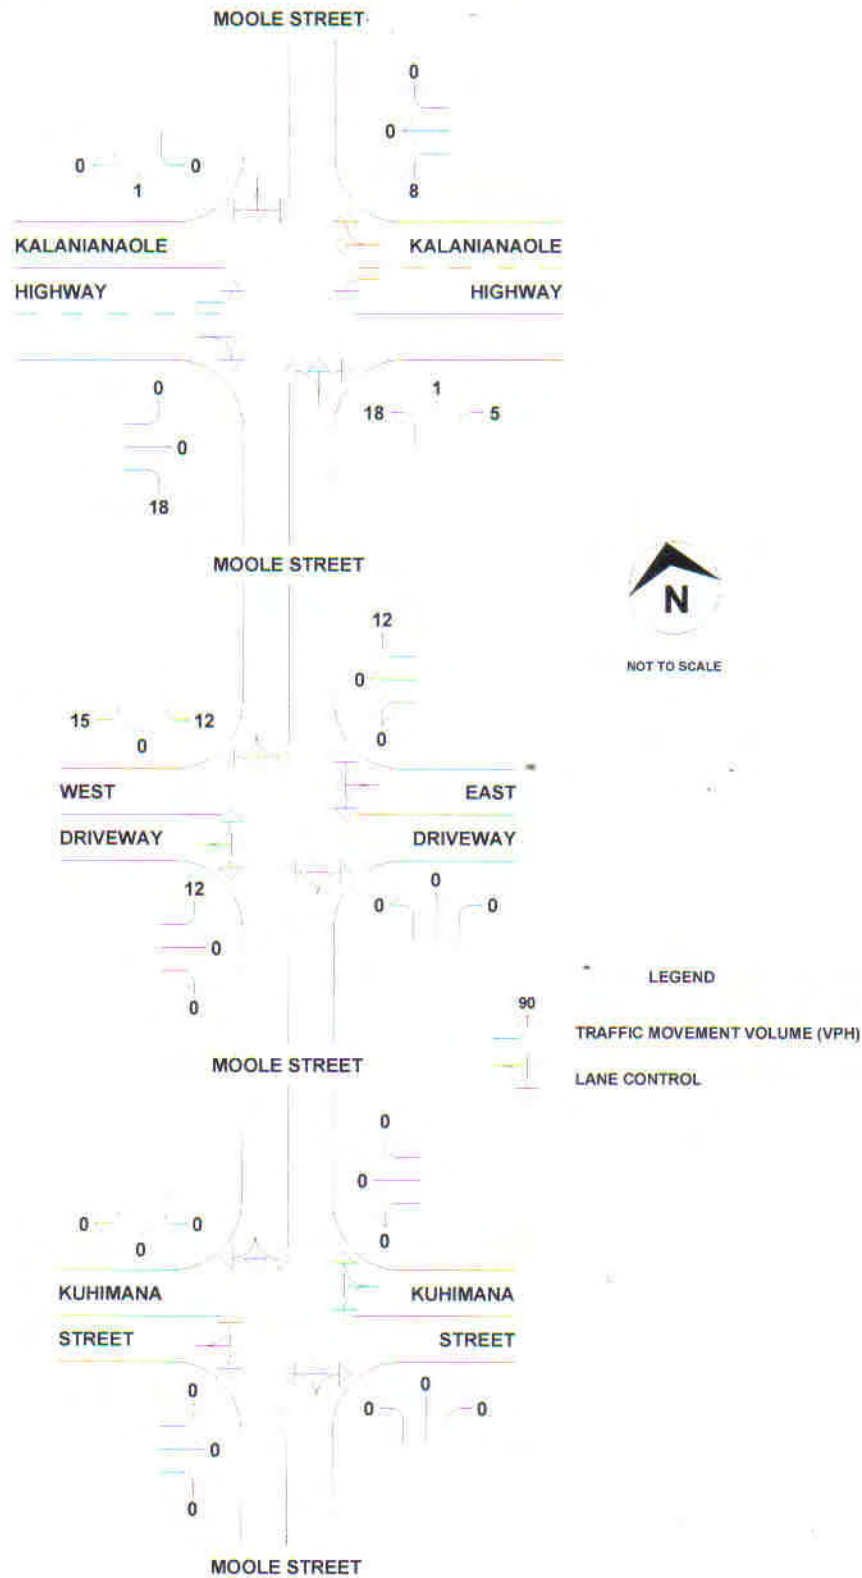 MOOLE STREET
0
0
0
0
1
8
KALANIANAOLE
KALANIANAOLE
HIGHWAY
HIGHWAY
0
0
18
1
18
5
MOOLE STREET
N
NOT TO SCALE
12
0
0
15
12
0
WEST
EAST
DRIVEWAY
DRIVEWAY
12
0
0
0
0
0
LEGEND
90
TRAFFIC MOVEMENT VOLUME (VPH)
LANE CONTROL
MOOLE STREET
0
0
0
0
0
0
KUHIMANA
KUHIMANA
STREET
STREET
0
0
0
0
0
0
MOOLE STREET